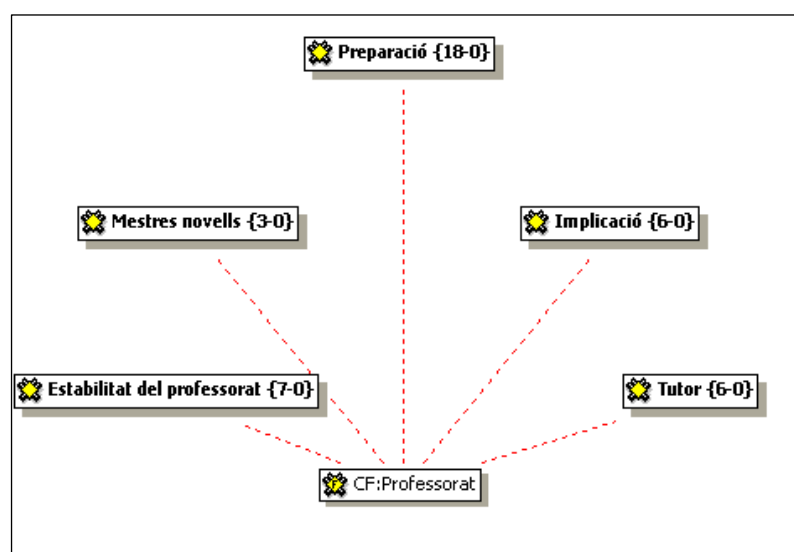 Preparació {18-0}
Mestres novells {3-0}
Implicació {6-0}
Estabilitat del professorat {7-0}
Tutor {6-0}
CF:Professorat